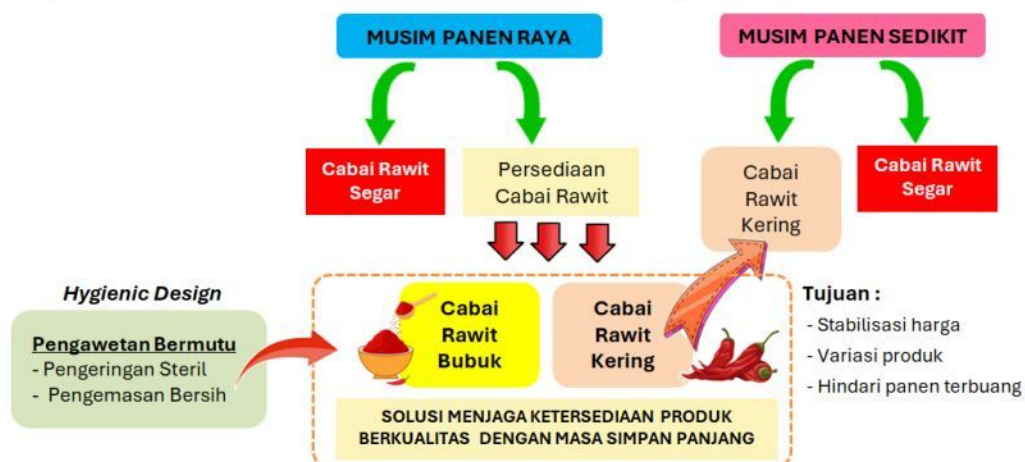 MUSIM PANEN RAYA
MUSIM PANEN SEDIKIT
Cabai Rawit
Segar
Persediaan
Cabai Rawit
Cabai
Rawit
Kering
Cabai Rawit
Segar
Hygienic Design
Pengawetan Bermutu
- Pengeringan Steril
- Pengemasan Bersih
Cabai
Rawit
Bubuk
Cabai
Rawit
Kering
SOLUSI MENJAGA KETERSEDIAAN PRODUK
BERKUALITAS DENGAN MASA SIMPAN PANJANG
Tujuan :
- Stabilisasi harga
- Variasi produk
- Hindari panen terbuang